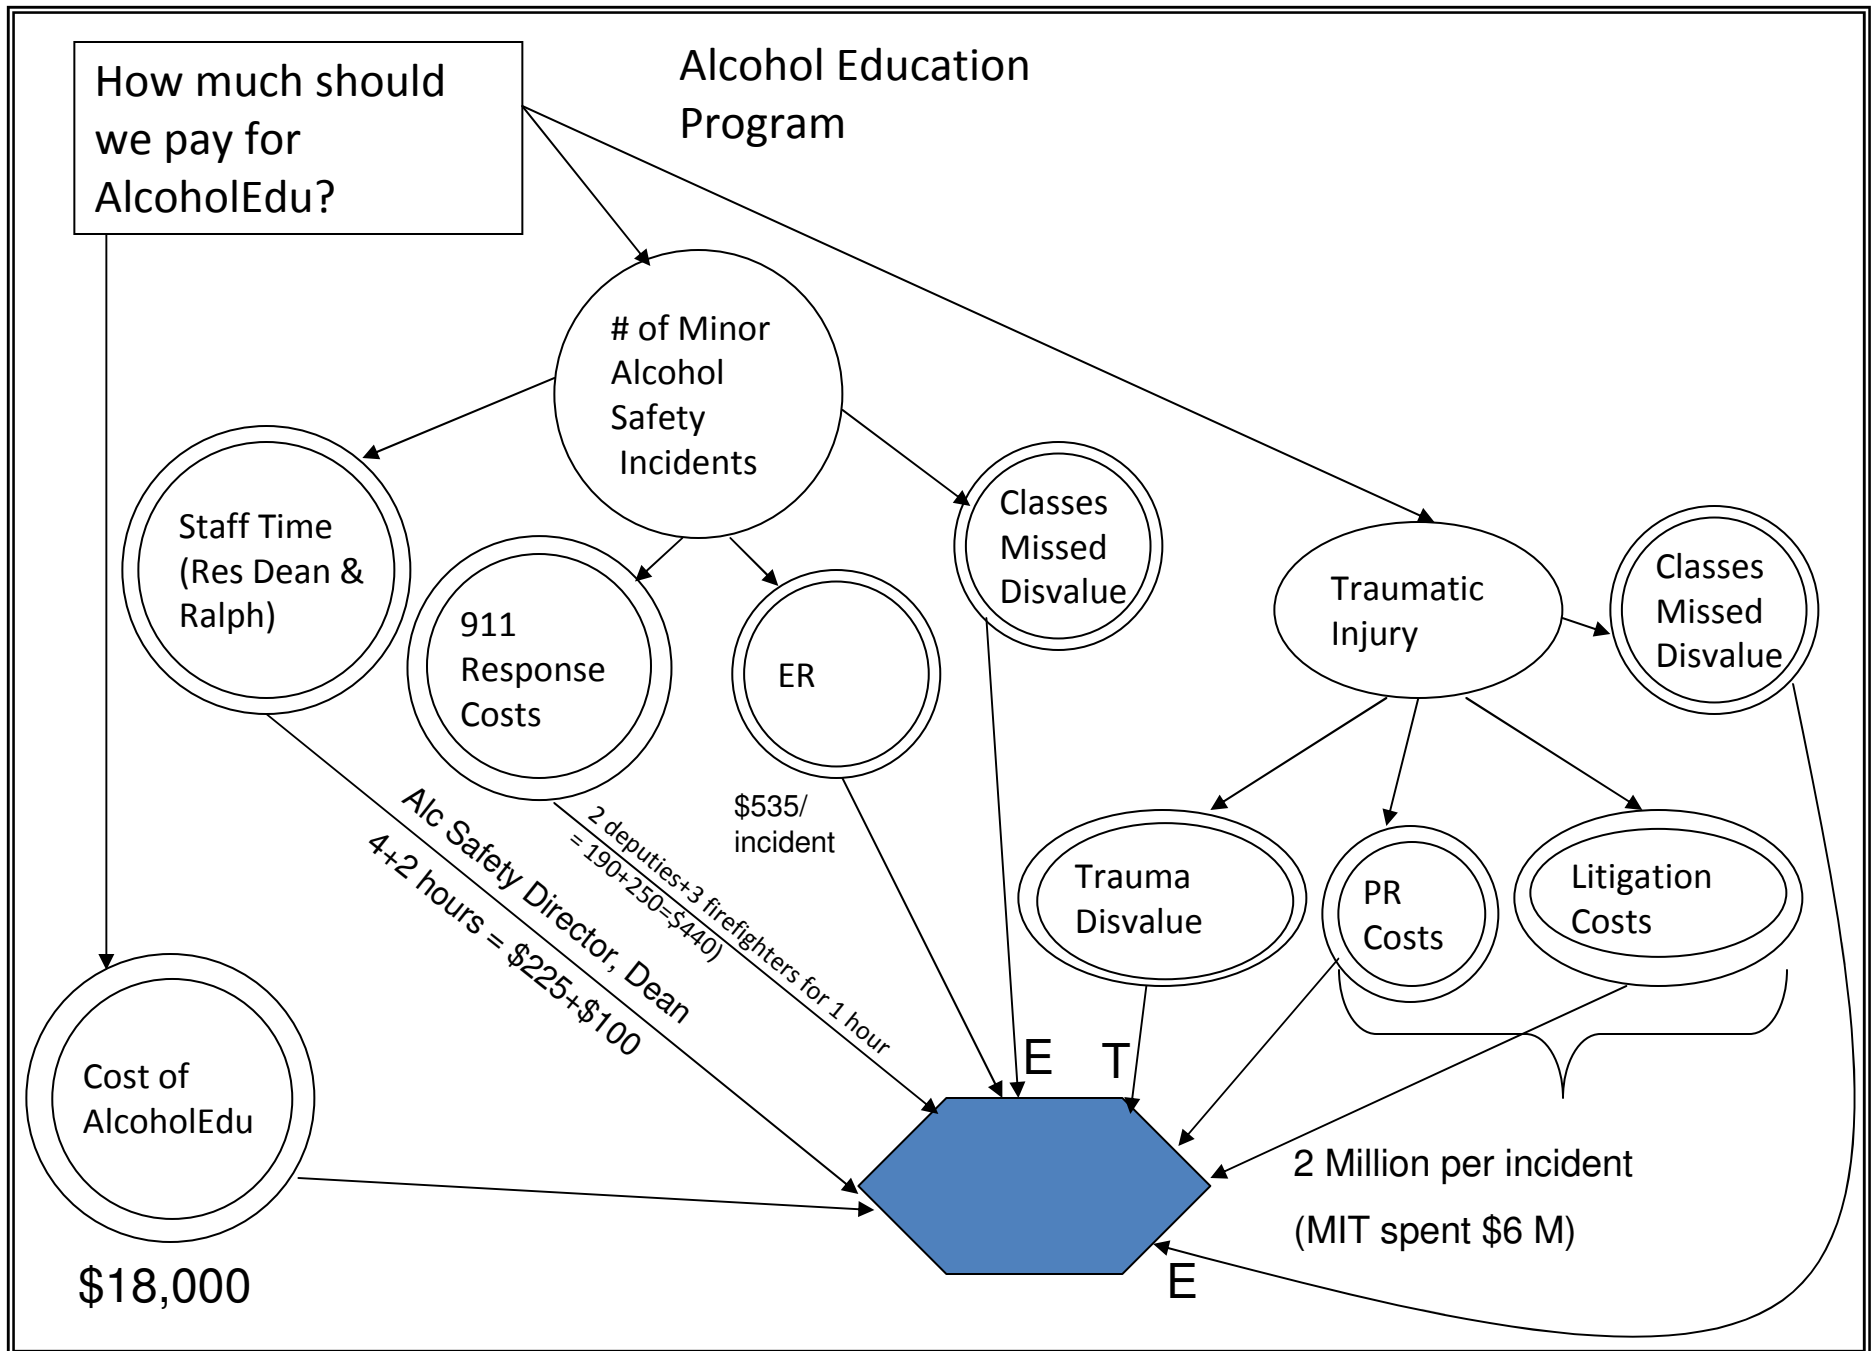 How much should
we pay for
AlcoholEdu?
Alcohol Education
Program
# of Minor
Alcohol
Safety
Incidents
Staff Time
(Res Dean &
Ralph)
911
Response
Costs
ER
Classes
Missed
Disvalue
Traumatic
Injury
Classes
Missed
Disvalue
$535/
incident
Alc Safety Director, Dean
4+2 hours = $225+$100
2 deputies+3 firefighters for 1 hour
= 190+250=$440)
Trauma
Disvalue
PR
Costs
Litigation
Costs
Cost of
AlcoholEdu
$18,000
E
T
2 Million per incident
(MIT spent $6 M)
E